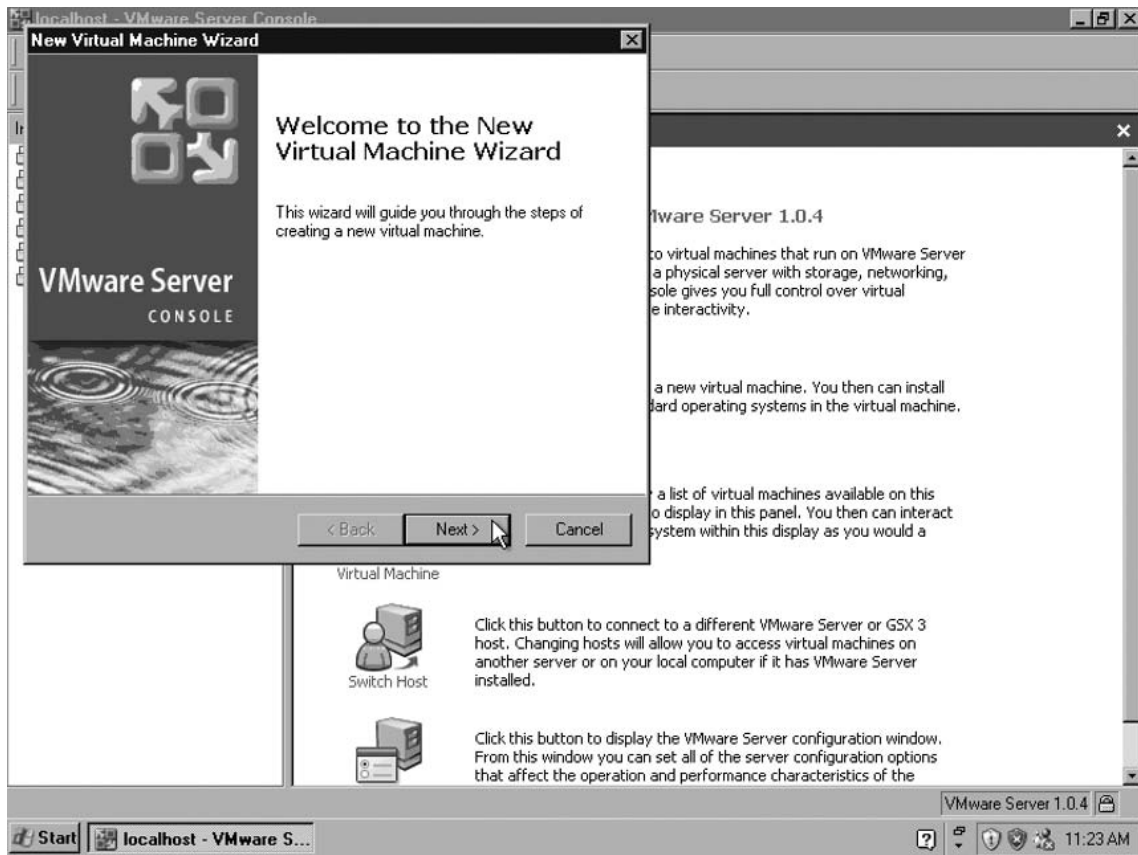 localhost - VMware Server Console
New Virtual Machine Wizard
VMware Server
CONSOLE
Welcome to the New
Virtual Machine Wizard
This wizard will guide you through the steps of
creating a new virtual machine.
< Back
Next >
Cancel
ware Server 1.0.4
to virtual machines that run on VMware Server
a physical server with storage, networking,
sole gives you full control over virtual
e interactivity.
a new virtual machine. You then can install
dard operating systems in the virtual machine.
a list of virtual machines available on this
o display in this panel. You then can interact
system within this display as you would a
Virtual Machine
Switch Host
Click this button to connect to a different VMware Server or GSX 3
host. Changing hosts will allow you to access virtual machines on
another server or on your local computer if it has VMware Server
installed.
Click this button to display the VMware Server configuration window.
From this window you can set all of the server configuration options
that affect the operation and performance characteristics of the
VMware Server 1.0.4
Start
localhost - VMware S...
11:23 AM